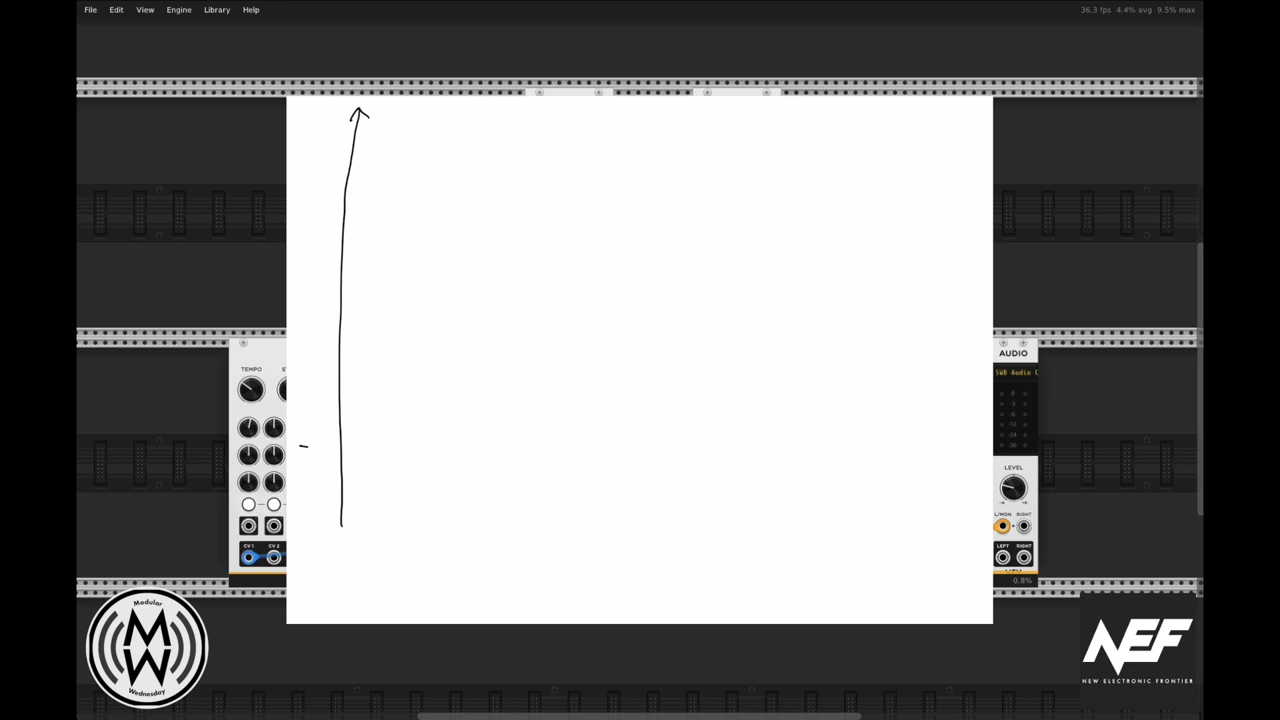 File Edit View Engine Library Help
36.3 fps 4.4% avg 9.5% max
AUDIO
TEMPO
SWB Audio
0
-3
-6
-12
-24
-36
LEVEL
L/MON RIGHT
CV 1 CV 2
LEFT RIGHT
0.8%
Modular
MW
Wednesday
NEF
NEW ELECTRONIC FRONTIER